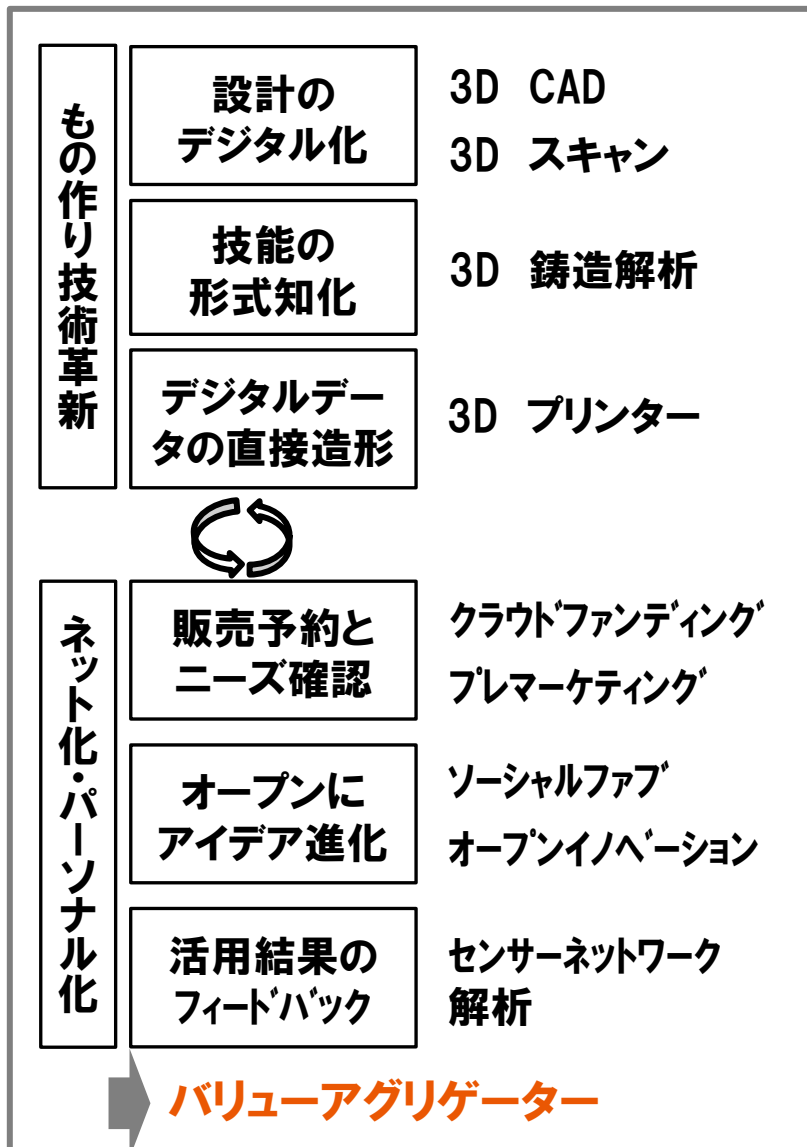 もの作り技術革新
設計の
デジタル化
3D CAD
3D スキャン
技能の
形式知化
3D 鋳造解析
デジタルデー
タの直接造形
3D プリンター
ネット化・パーソナル化
販売予約と
ニーズ確認
クラウドファンディング
プレマーケティング
オープンに
アイデア進化
ソーシャルファブ
オープンイノベーション
活用結果の
フィードバック
センサーネットワーク
解析
バリューアグリゲーター